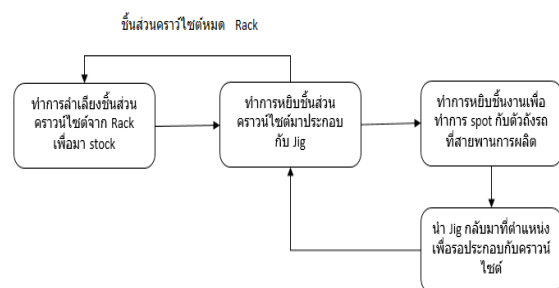 ชิ้นส่วนคราว์ไซต์หมด Rack
ทำการลำเลียงชิ้นส่วน
คราวน์ไซต์จาก Rack
เพื่อมา stock
ทำการหยิบชิ้นส่วน
คราวน์ไซต์มาประกอบ
กับ Jig
ทำการหยิบชิ้นงานเพื่อ
ทำการ spot กับตัวถังรถ
ที่สายพานการผลิต
นำ Jig กลับมาที่ตำแหน่ง
เพื่อรอประกอบกับคราวน์
ไซต์